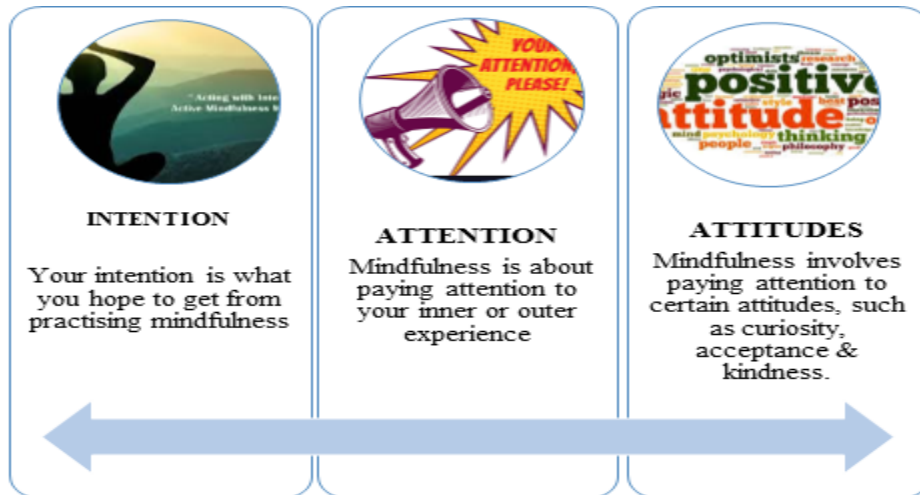 "Acting with
Active Mindfulness
YOUR
ATTENTION
PLEASE!
optimists research
positive
attitude
style best pos
mind psychology thinking
people philosophy
INTENTION
Your intention is what
you hope to get from
practising mindfulness
ATTENTION
Mindfulness is about
paying attention to
your inner or outer
experience
ATTITUDES
Mindfulness involves
paying attention to
certain attitudes, such
as curiosity,
acceptance &
kindness.